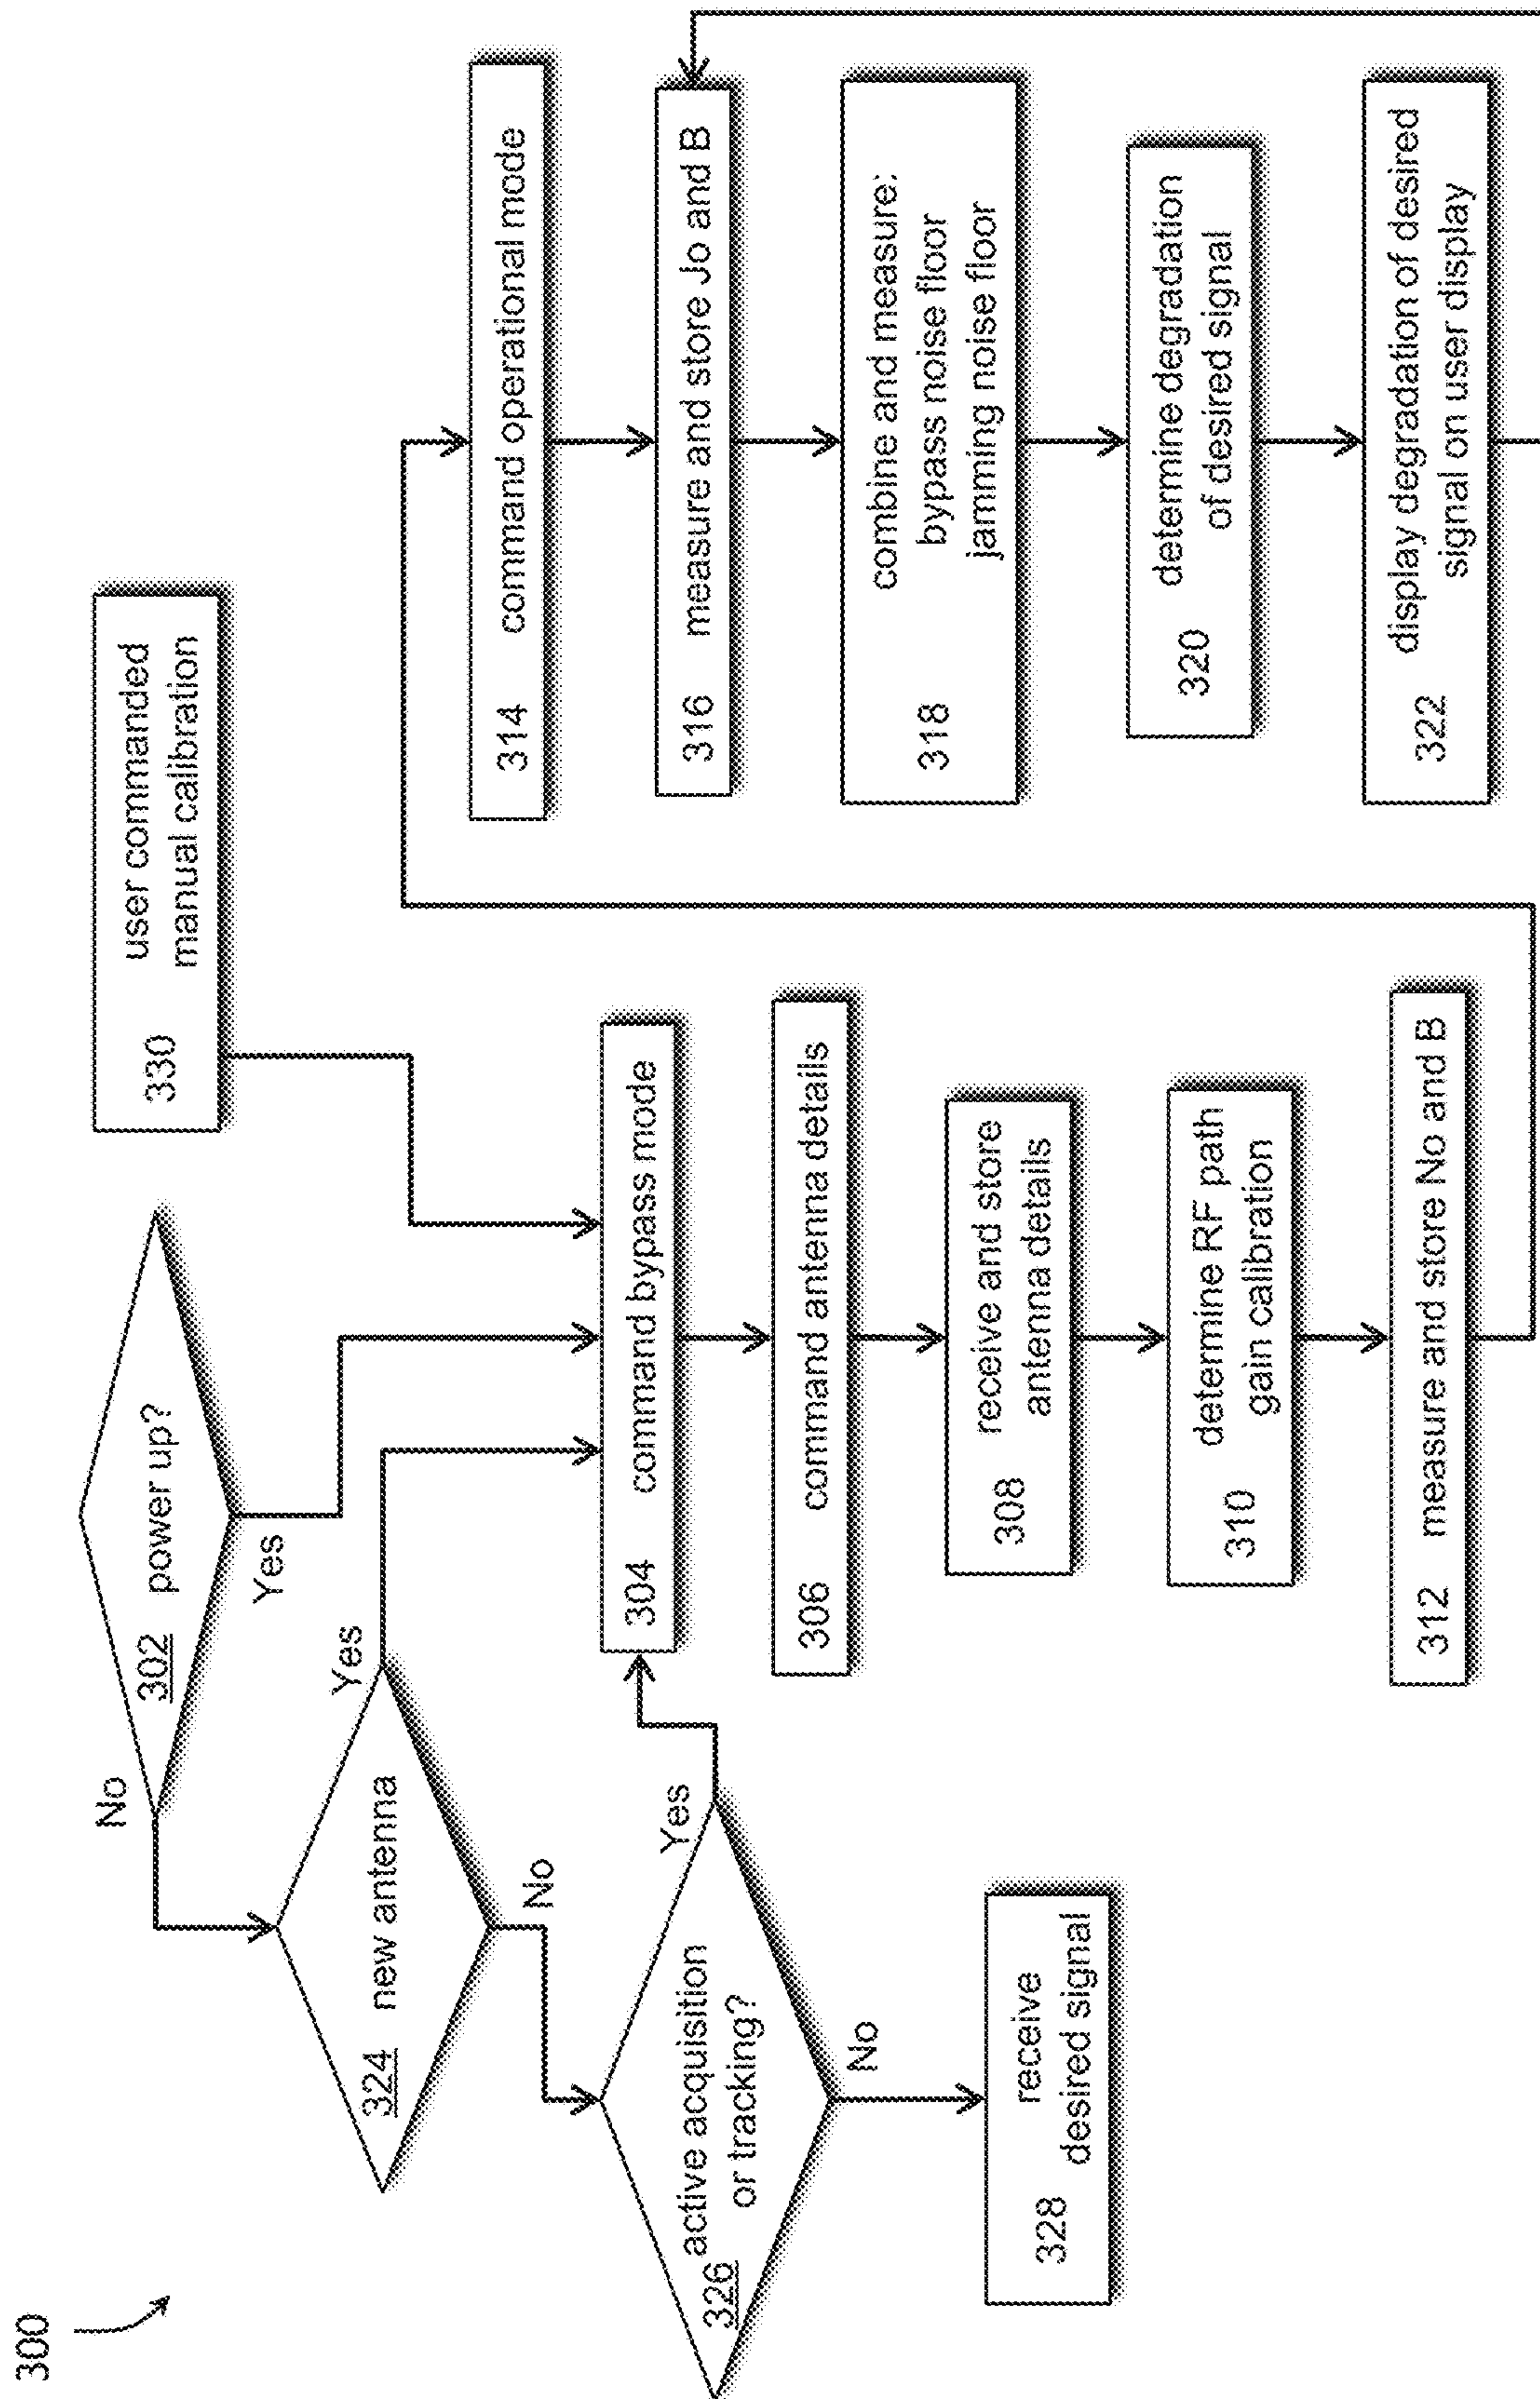 300
302 power up?
No
Yes
324 new antenna
Yes
No
326 active acquisition
or tracking?
Yes
No
328 receive
desired signal
330 user commanded
manual calibration
304 command bypass mode
306 command antenna details
308 receive and store
antenna details
310 determine RF path
gain calibration
312 measure and store No and B
314 command operational mode
316 measure and store Jo and B
318 combine and measure:
bypass noise floor
jamming noise floor
320 determine degradation
of desired signal
322 display degradation of desired
signal on user display